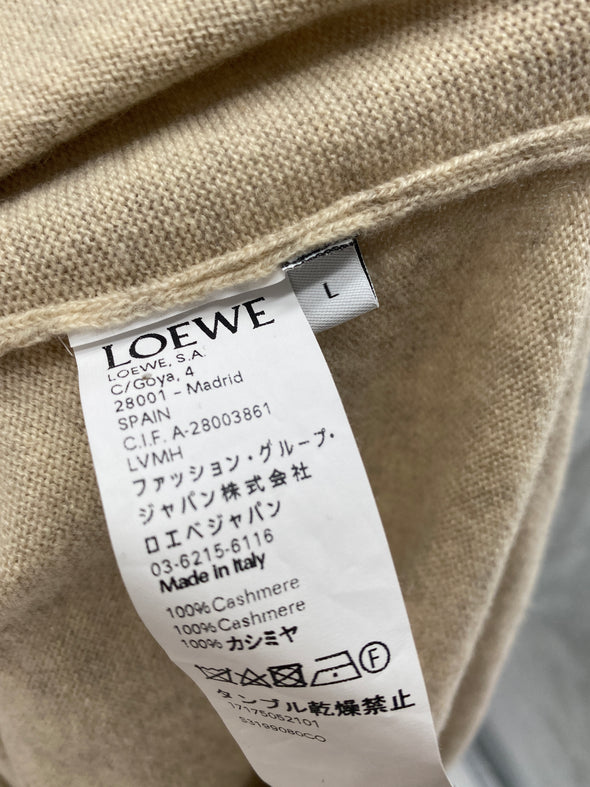 L
LOEWE
LOEWE, S.A.
C/Goya, 4
28001 - Madrid
SPAIN
C.I.F. A-28003861
LVMH
ファッション・グループ・
ジャパン株式会社
ロエベジャパン
03-6215-6116
Made in Italy
100% Cashmere
100% Cashmere
100% カシミヤ
F
タンブル乾燥禁止
17175052101
S3199080CO